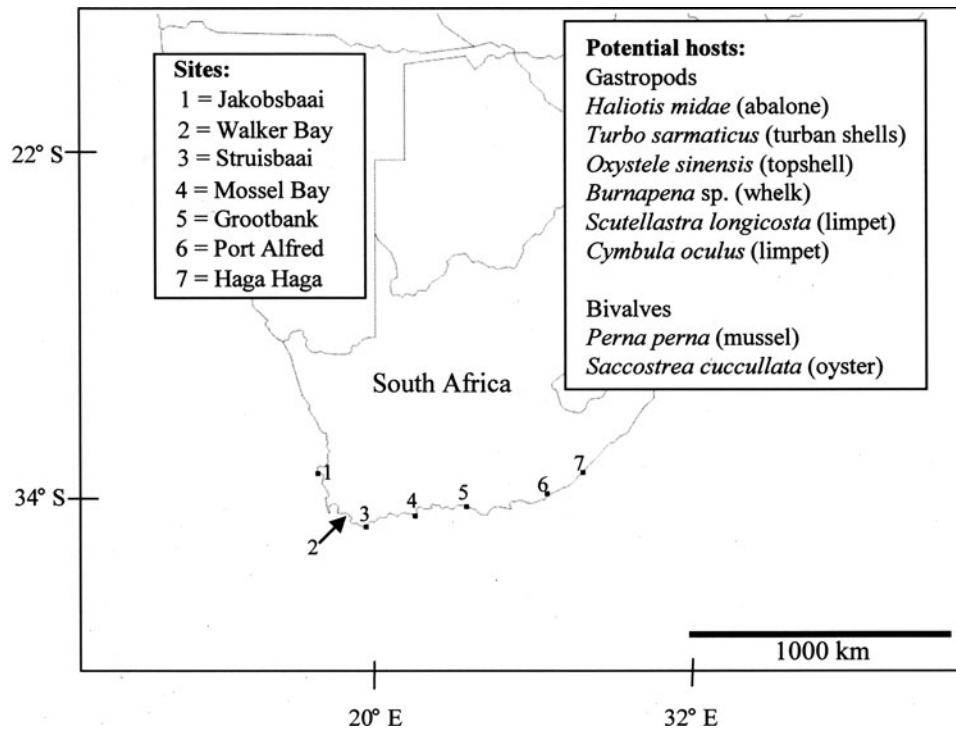 Sites:
1 = Jakobsbaai
2 = Walker Bay
3 = Struisbaai
4 = Mossel Bay
5 = Grootbank
6 = Port Alfred
7 = Haga Haga
Potential hosts:
Gastropods
Haliotis midae (abalone)
Turbo sarmaticus (turban shells)
Oxystele sinensis (topshell)
Burnapena sp. (whelk)
Scutellastra longicosta (limpet)
Cymbula oculus (limpet)
Bivalves
Perna perna (mussel)
Saccostrea cuccullata (oyster)
22° S
South Africa
34° S
1
2
3
4
5
6
7
1000 km
20° E
32° E